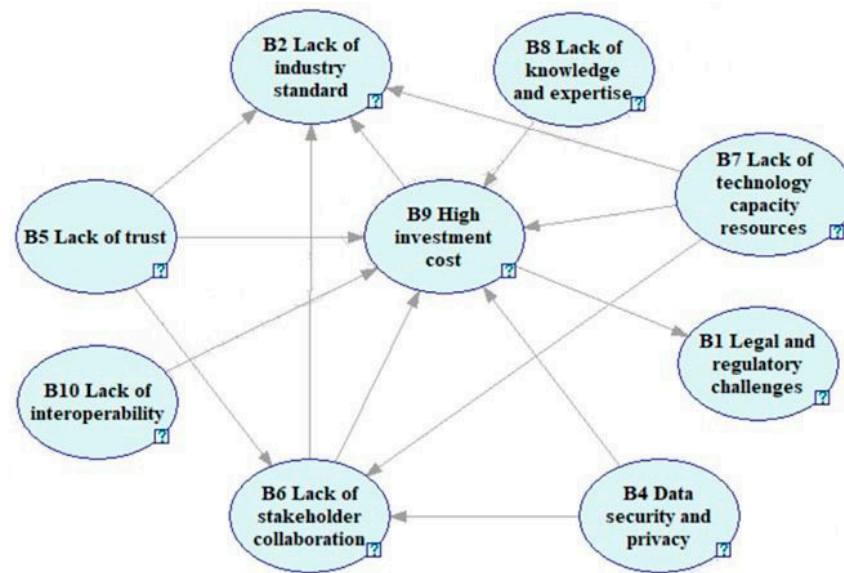 B2 Lack of
industry
standard
?
B8 Lack of
knowledge
and expertise
?
B7 Lack of
technology
capacity
resources
?
B5 Lack of trust
?
B9 High
investment
cost
?
B1 Legal and
regulatory
challenges
?
B10 Lack of
interoperability
?
B6 Lack of
stakeholder
collaboration
?
B4 Data
security and
privacy
?